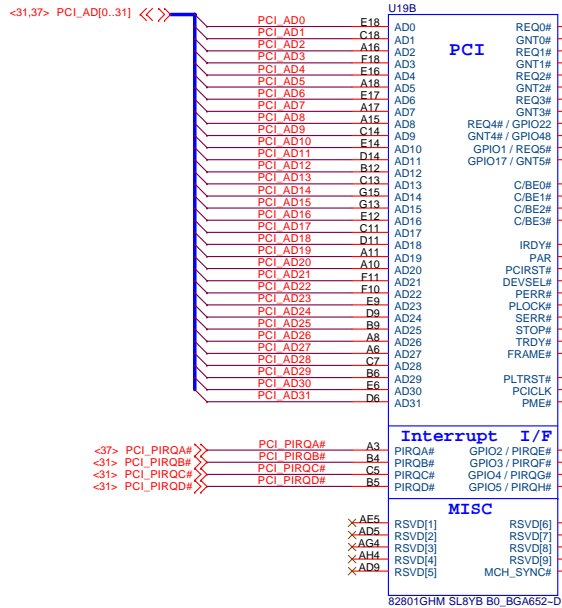 U19B
<31,37> PCI_AD[0..31]
PCI
PCI_AD0 E18 AD0 REQ0#
PCI_AD1 C18 AD1 GNT0#
PCI_AD2 A16 AD2 REQ1#
PCI_AD3 F18 AD3 GNT1#
PCI_AD4 E16 AD4 REQ2#
PCI_AD5 A18 AD5 GNT2#
PCI_AD6 E17 AD6 REQ3#
PCI_AD7 A17 AD7 GNT3#
PCI_AD8 A15 AD8 REQ4# / GPIO22
PCI_AD9 C14 AD9 GNT4# / GPIO48
PCI_AD10 E14 AD10 GPIO1 / REQ5#
PCI_AD11 D14 AD11 GPIO17 / GNT5#
PCI_AD12 B12 AD12
PCI_AD13 C13 AD13 C/BE0#
PCI_AD14 G15 AD14 C/BE1#
PCI_AD15 G13 AD15 C/BE2#
PCI_AD16 E12 AD16 C/BE3#
PCI_AD17 C11 AD17
PCI_AD18 D11 AD18 IRDY#
PCI_AD19 A11 AD19 PAR
PCI_AD20 A10 AD20 PCIRST#
PCI_AD21 F11 AD21 DEVSEL#
PCI_AD22 F10 AD22 PERR#
PCI_AD23 E9 AD23 PLOCK#
PCI_AD24 D9 AD24 SERR#
PCI_AD25 B9 AD25 STOP#
PCI_AD26 A8 AD26 TRDY#
PCI_AD27 A6 AD27 FRAME#
PCI_AD28 C7 AD28
PCI_AD29 B6 AD29 PLTRST#
PCI_AD30 E6 AD30 PCICLK
PCI_AD31 D6 AD31 PME#
Interrupt I/F
<37> PCI_PIRQA# PCI_PIRQA# A3 PIRQA# GPIO2 / PIRQE#
<31> PCI_PIRQB# PCI_PIRQB# B4 PIRQB# GPIO3 / PIRQF#
<31> PCI_PIRQC# PCI_PIRQC# C5 PIRQC# GPIO4 / PIRQG#
<31> PCI_PIRQD# PCI_PIRQD# B5 PIRQD# GPIO5 / PIRQH#
MISC
AE5 RSVD[1] RSVD[6]
AD5 RSVD[2] RSVD[7]
AG4 RSVD[3] RSVD[8]
AH4 RSVD[4] RSVD[9]
AD9 RSVD[5] MCH_SYNC#
82801GHM SL8YB B0_BGA652~D